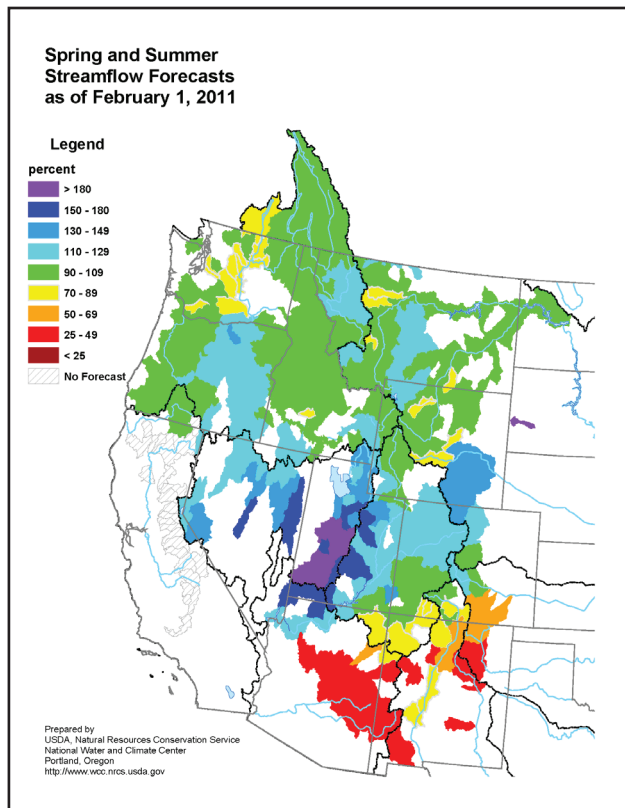 Spring and Summer
Streamflow Forecasts
as of February 1, 2011
Legend
percent
> 180
150 - 180
130 - 149
110 - 129
90 - 109
70 - 89
50 - 69
25 - 49
< 25
No Forecast
Prepared by
USDA, Natural Resources Conservation Service
National Water and Climate Center
Portland, Oregon
http://www.wcc.nrcs.usda.gov